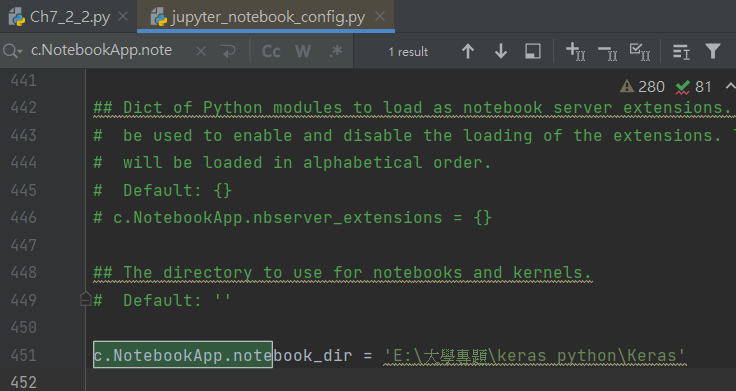 Ch7_2_2.py
jupyter_notebook_config.py
c.NotebookApp.note
Cc
W
.*
1 result
280
81
441
442 ## Dict of Python modules to load as notebook server extensions.
443 #  be used to enable and disable the loading of the extensions.
444 #  will be loaded in alphabetical order.
445 #  Default: {}
446 # c.NotebookApp.nbserver_extensions = {}
447
448 ## The directory to use for notebooks and kernels.
449 #  Default: ''
450
451 c.NotebookApp.notebook_dir = 'E:\大學專題\keras python\Keras'
452